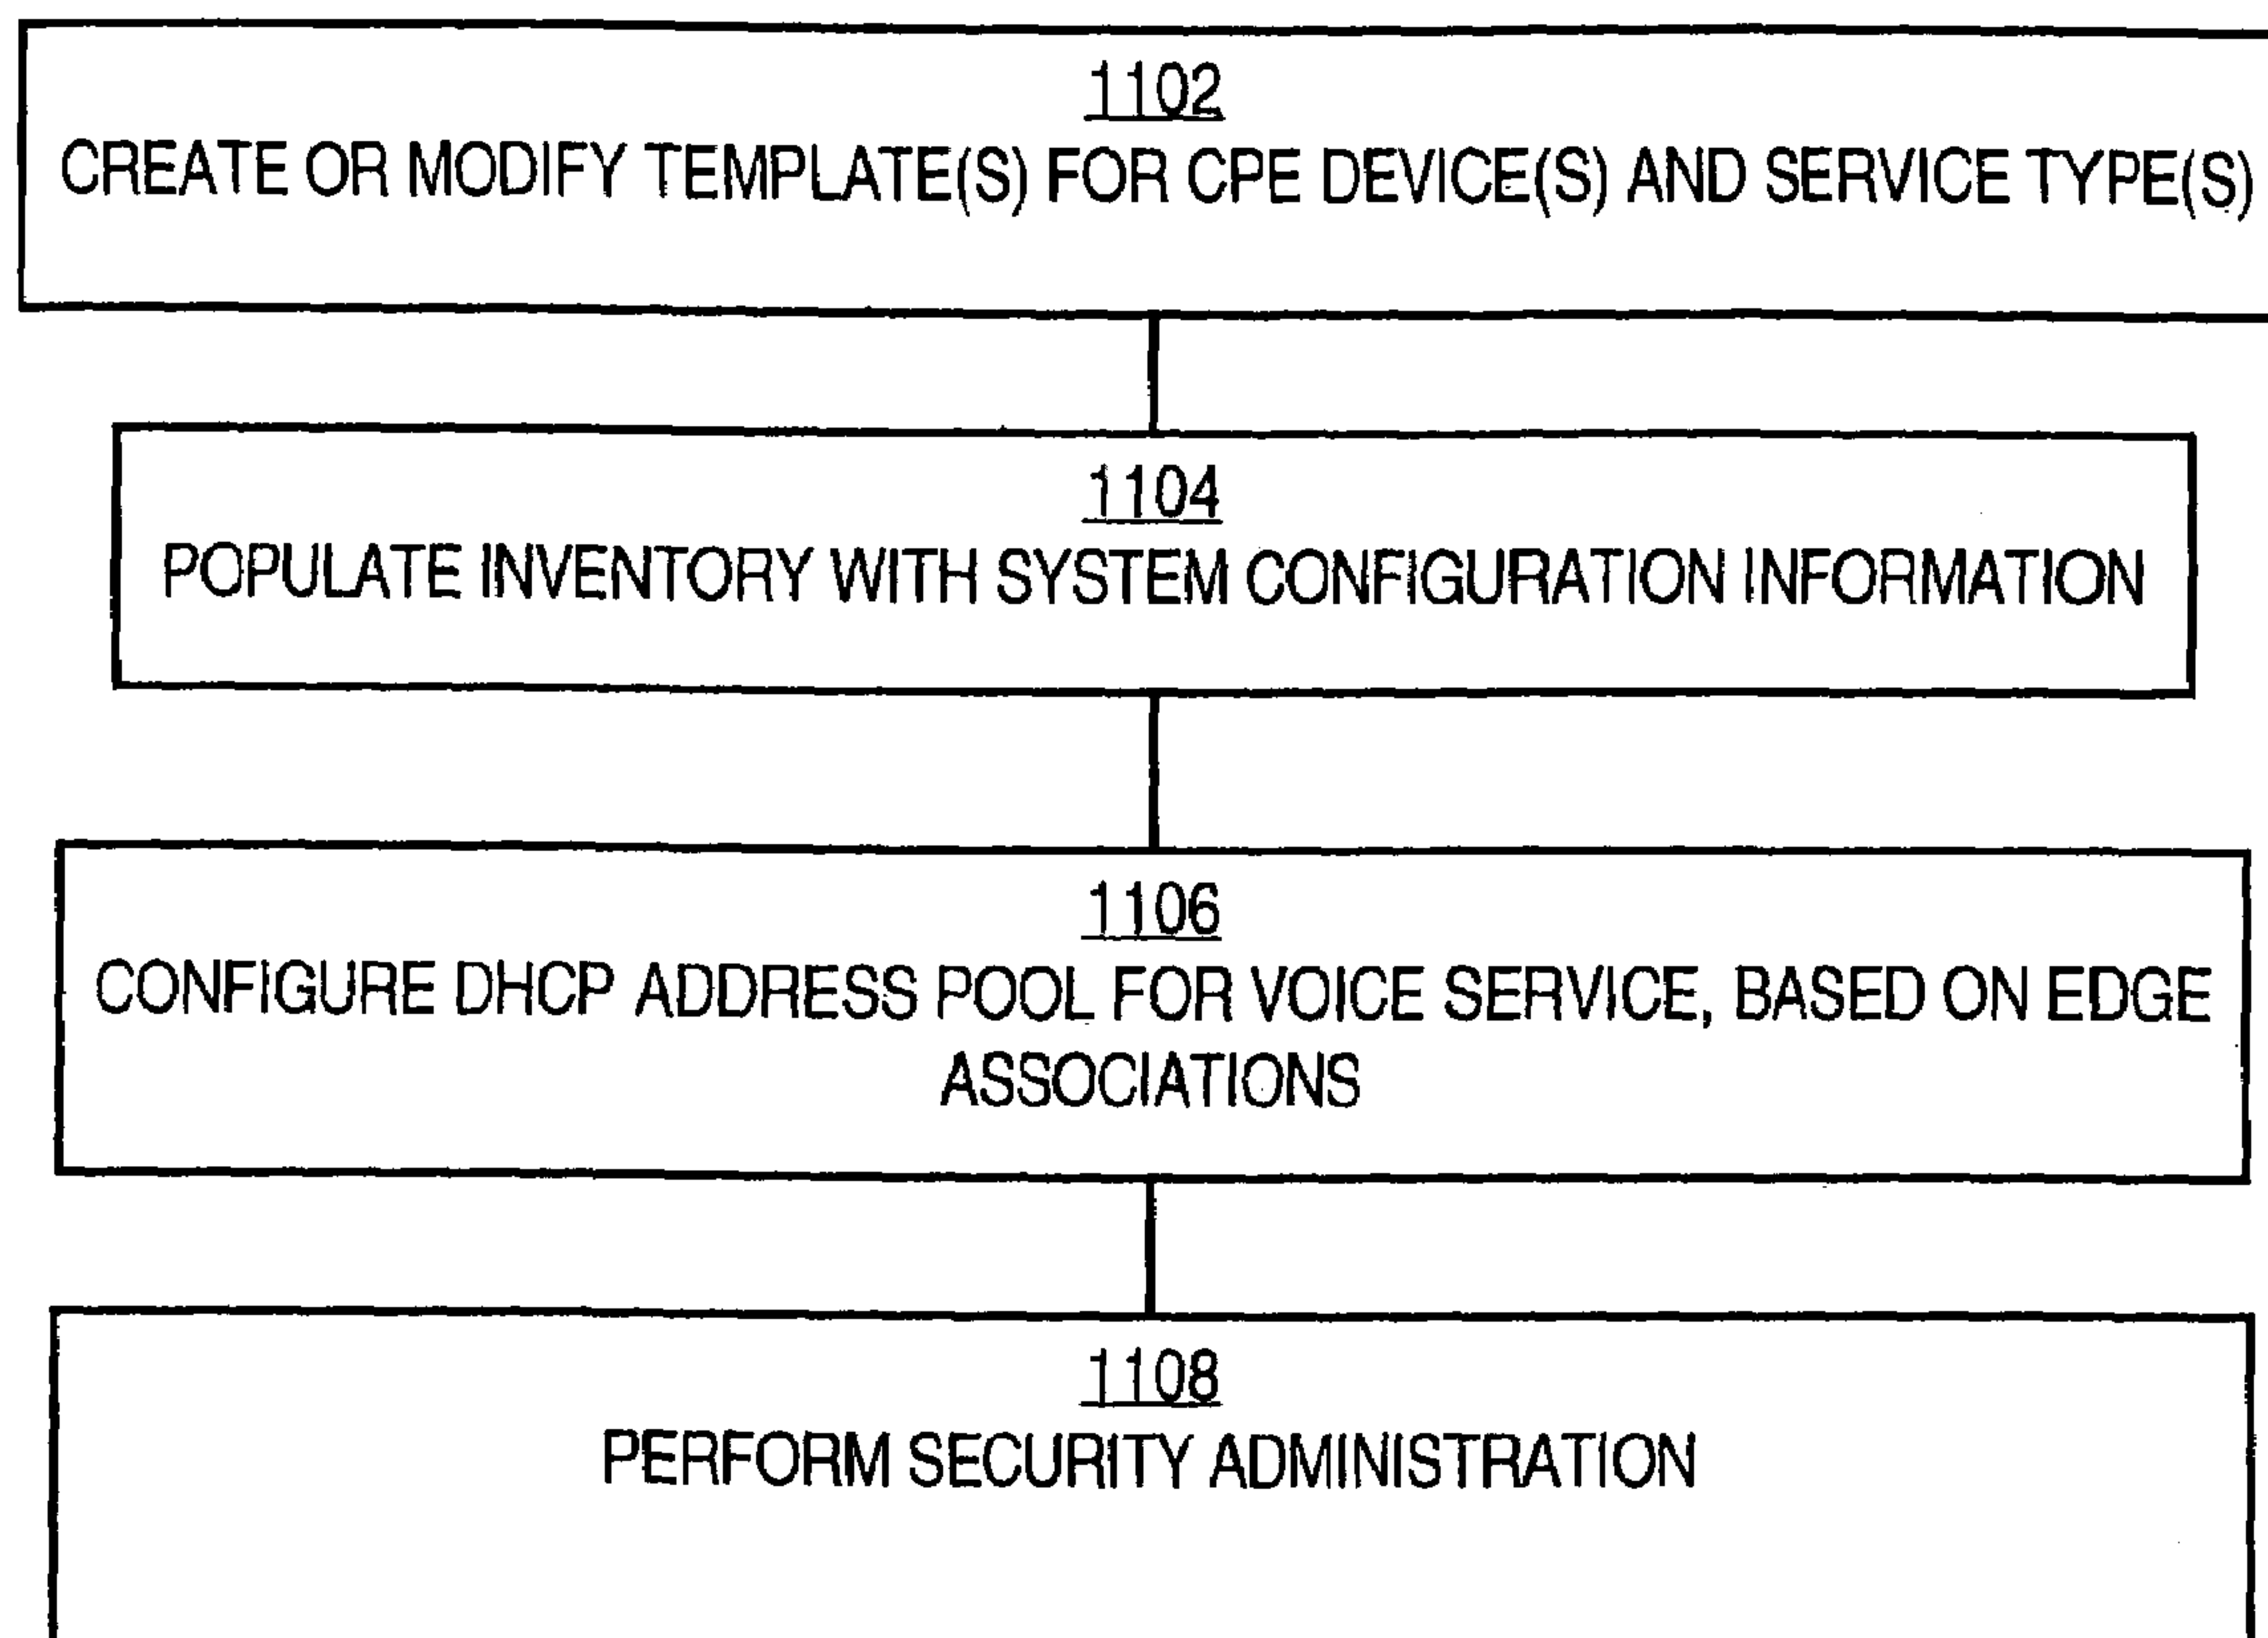 1102
CREATE OR MODIFY TEMPLATE(S) FOR CPE DEVICE(S) AND SERVICE TYPE(S)
1104
POPULATE INVENTORY WITH SYSTEM CONFIGURATION INFORMATION
1106
CONFIGURE DHCP ADDRESS POOL FOR VOICE SERVICE, BASED ON EDGE
ASSOCIATIONS
1108
PERFORM SECURITY ADMINISTRATION